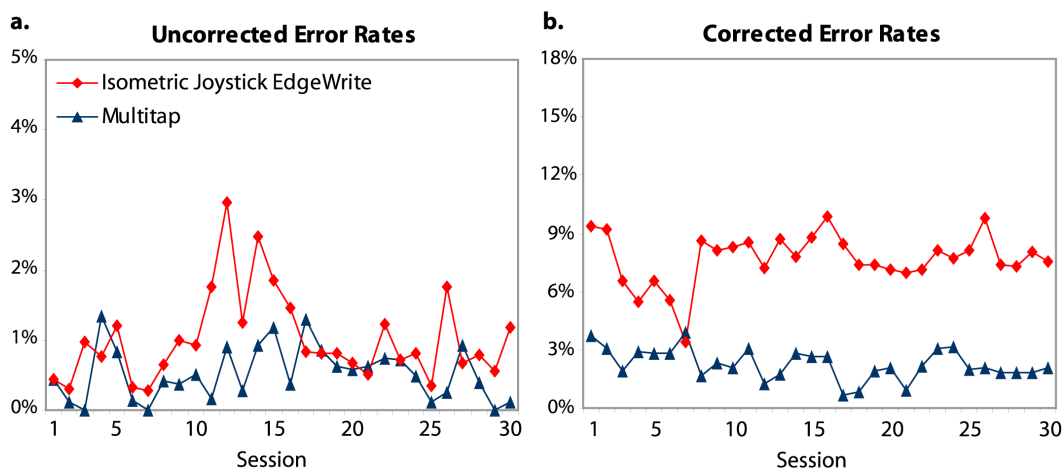 a.
Uncorrected Error Rates
5%
4%
3%
2%
1%
0%
Isometric Joystick EdgeWrite
Multitap
1 5 10 15 20 25 30
Session
b.
Corrected Error Rates
18%
15%
12%
9%
6%
3%
0%
1 5 10 15 20 25 30
Session